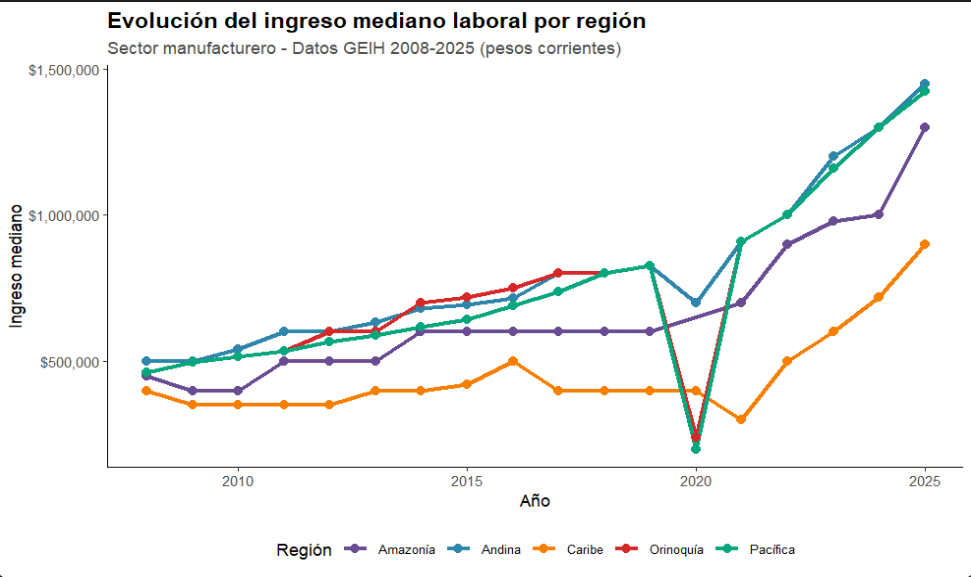 Evolución del ingreso mediano laboral por región
Sector manufacturero - Datos GEIH 2008-2025 (pesos corrientes)
$1,500,000
$1,000,000
$500,000
Ingreso mediano
2010 2015 2020 2025
Año
Región Amazonía Andina Caribe Orinoquía Pacífica